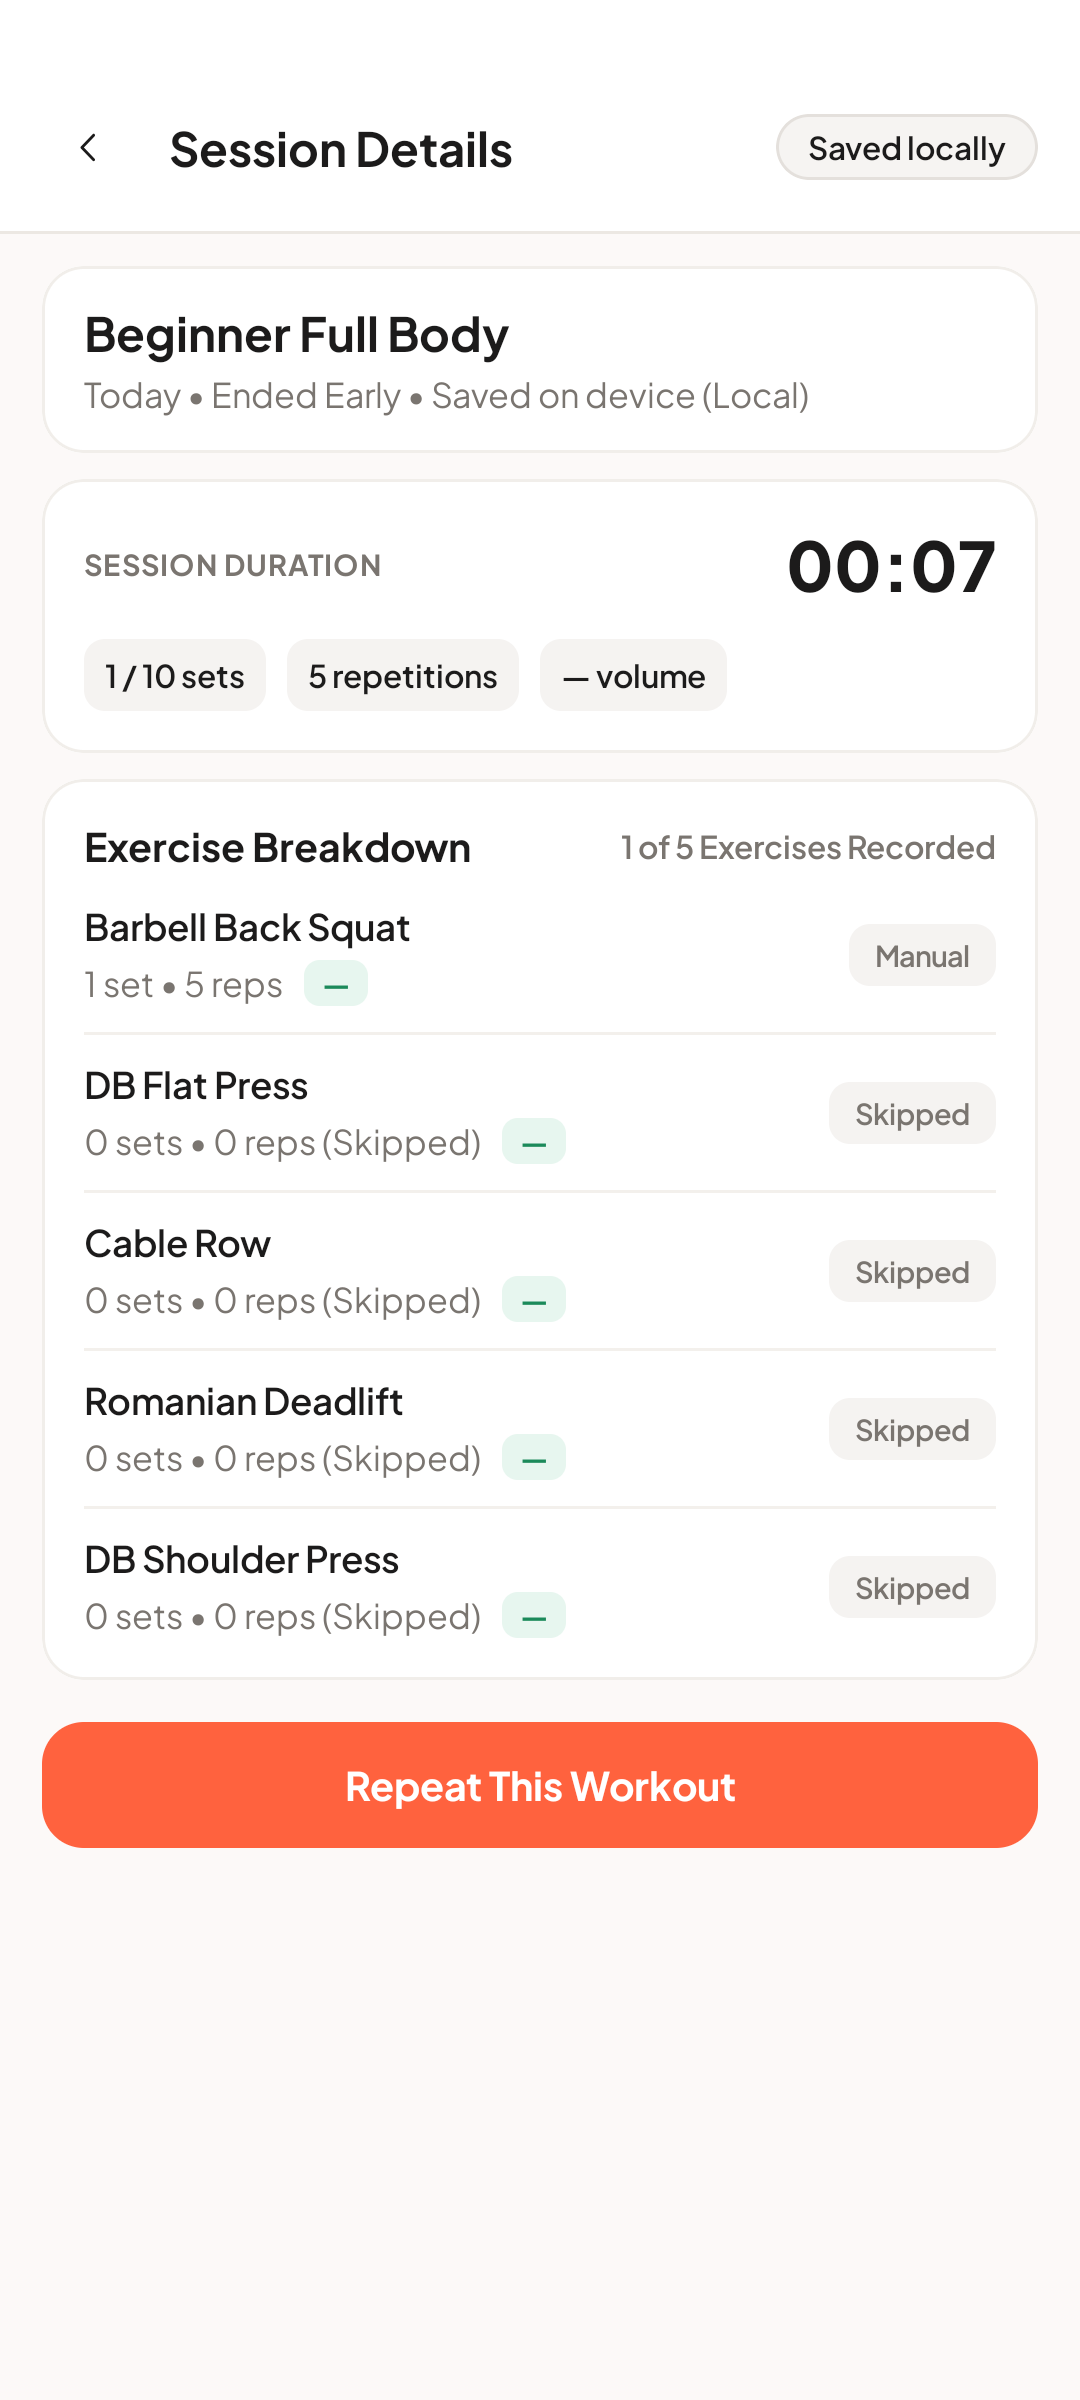 Session Details
Saved locally
Beginner Full Body
Today • Ended Early • Saved on device (Local)
SESSION DURATION
00:07
1 / 10 sets
5 repetitions
— volume
Exercise Breakdown
1 of 5 Exercises Recorded
Barbell Back Squat
1 set • 5 reps —
Manual
DB Flat Press
0 sets • 0 reps (Skipped) —
Skipped
Cable Row
0 sets • 0 reps (Skipped) —
Skipped
Romanian Deadlift
0 sets • 0 reps (Skipped) —
Skipped
DB Shoulder Press
0 sets • 0 reps (Skipped) —
Skipped
Repeat This Workout